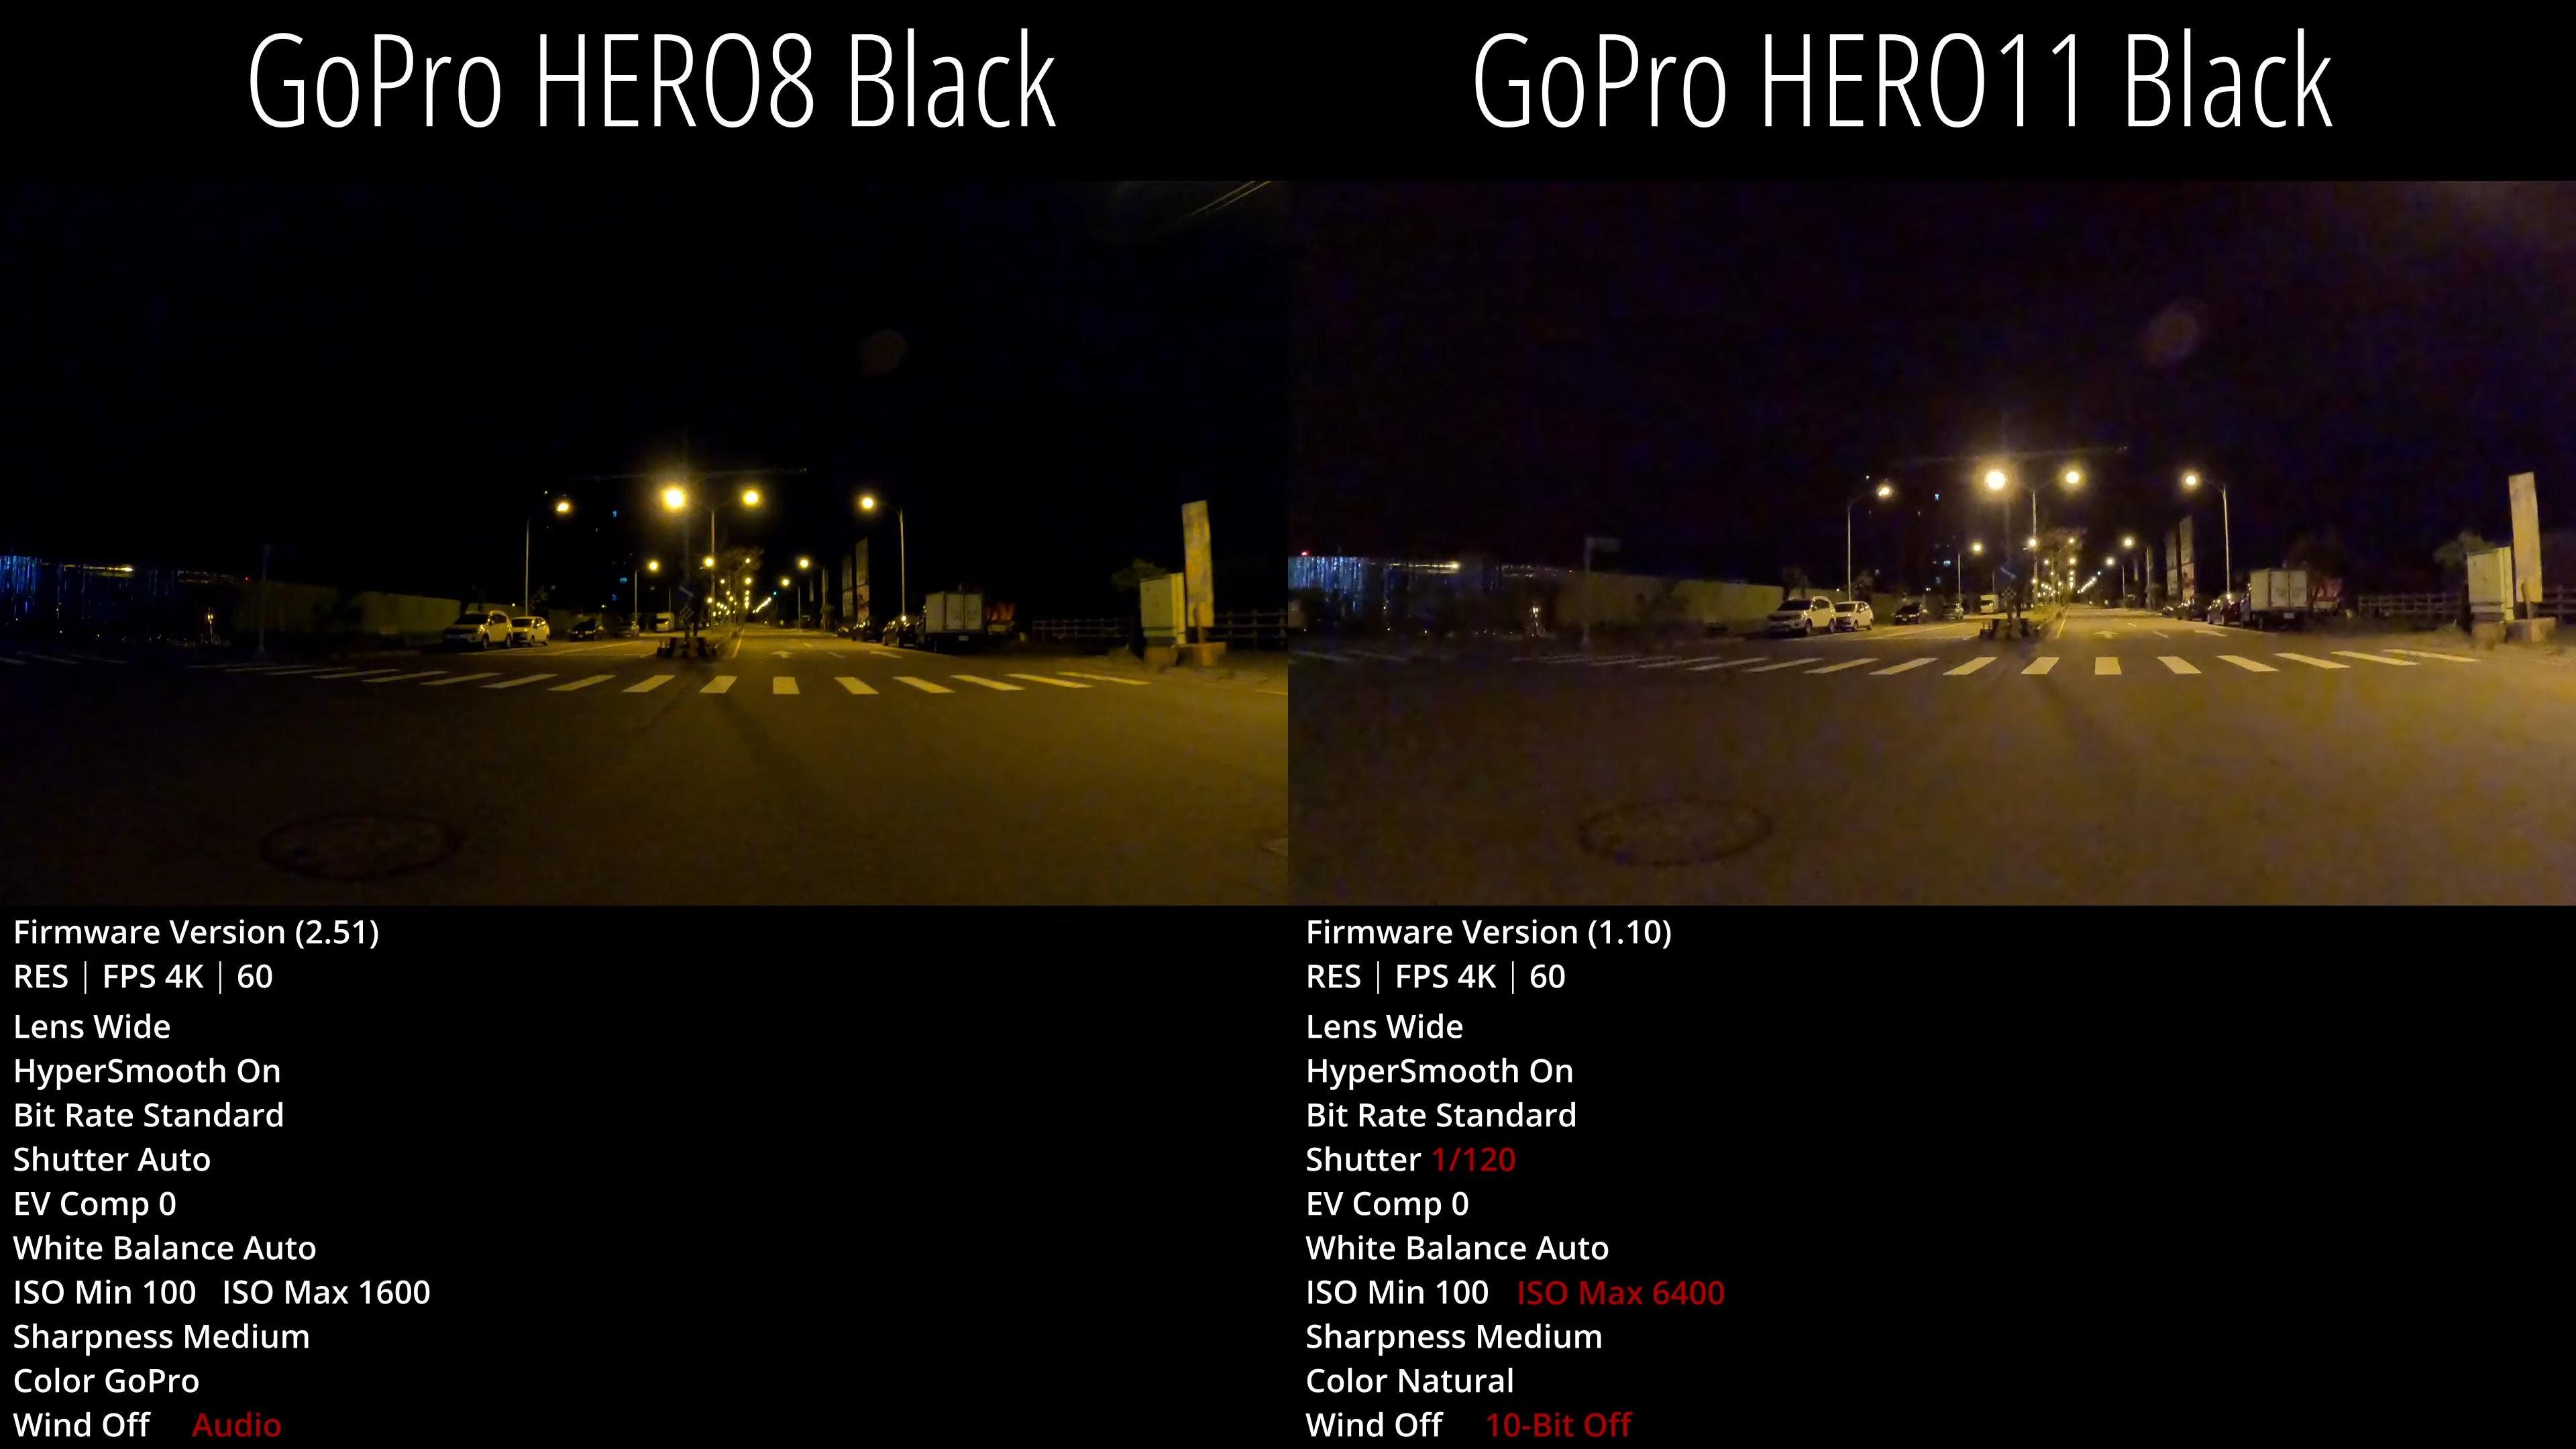 GoPro HERO8 Black
Firmware Version (2.51)
RES | FPS 4K | 60
Lens Wide
HyperSmooth On
Bit Rate Standard
Shutter Auto
EV Comp 0
White Balance Auto
ISO Min 100 ISO Max 1600
Sharpness Medium
Color GoPro
Wind Off Audio
GoPro HERO11 Black
Firmware Version (1.10)
RES | FPS 4K | 60
Lens Wide
HyperSmooth On
Bit Rate Standard
Shutter 1/120
EV Comp 0
White Balance Auto
ISO Min 100 ISO Max 6400
Sharpness Medium
Color Natural
Wind Off 10-Bit Off